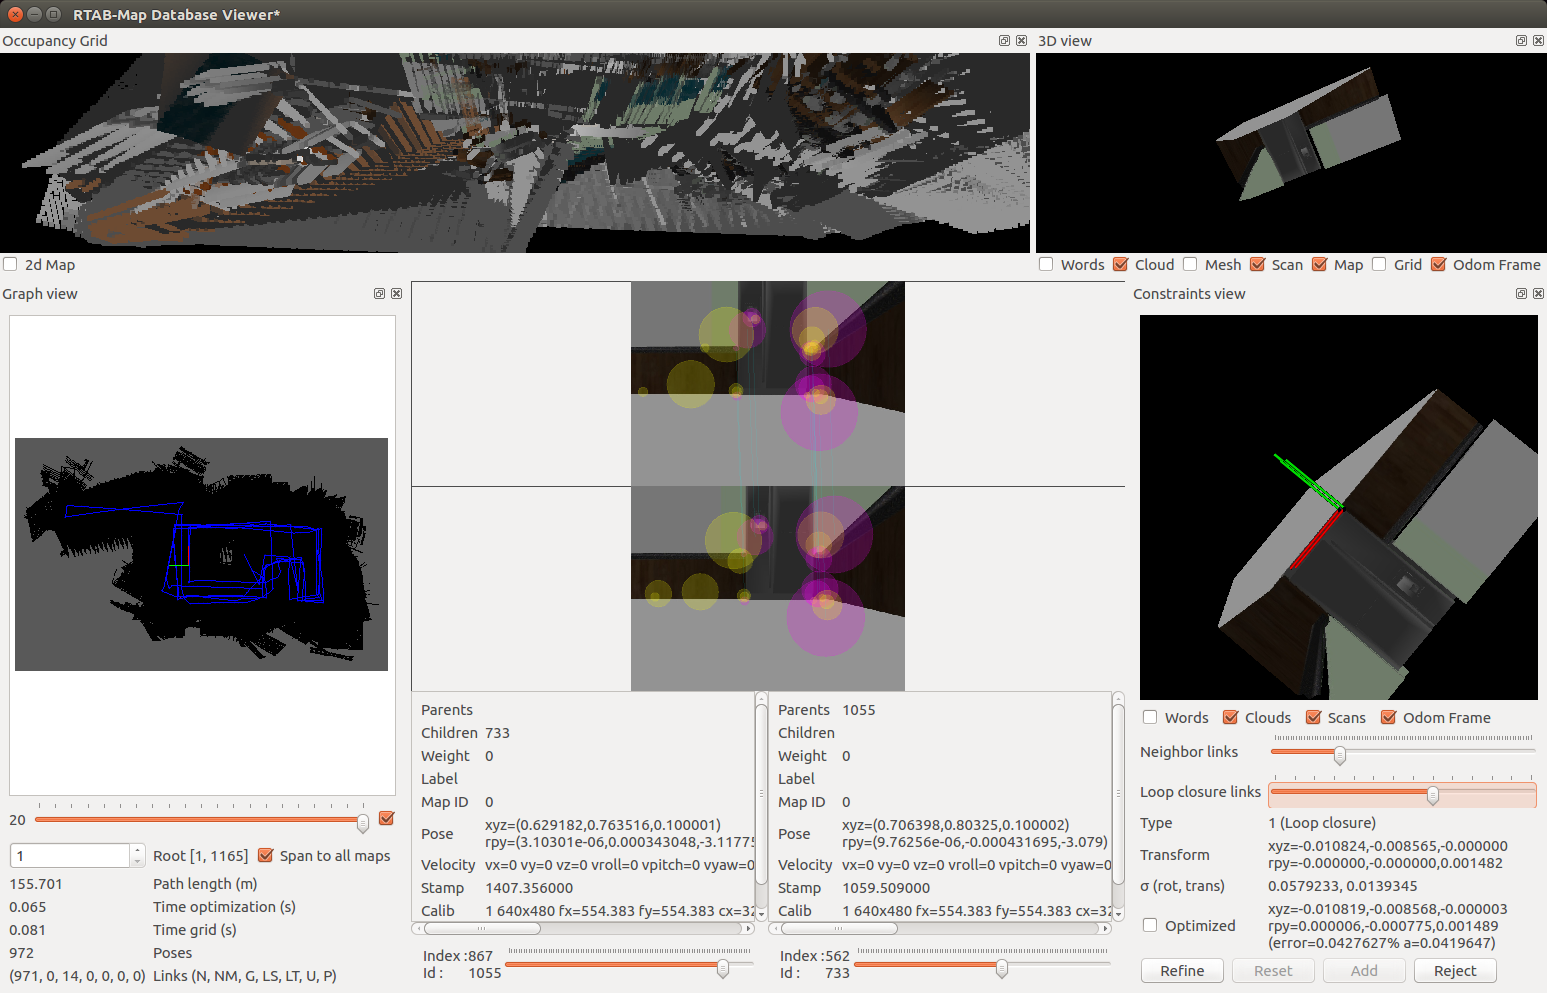 RTAB-Map Database Viewer*
Occupancy Grid
3D view
2d Map
Words Cloud Mesh Scan Map Grid Odom Frame
Graph view
Constraints view
20
1 Root [1, 1165] Span to all maps
155.701 Path length (m)
0.065 Time optimization (s)
0.081 Time grid (s)
972 Poses
(971, 0, 14, 0, 0, 0, 0) Links (N, NM, G, LS, LT, U, P)
Parents
Children 733
Weight 0
Label
Map ID 0
Pose xyz=(0.629182,0.763516,0.100001)
rpy=(3.10301e-06,0.000343048,-3.11775
Velocity vx=0 vy=0 vz=0 vroll=0 vpitch=0 vyaw=0
Stamp 1407.356000
Calib 1 640x480 fx=554.383 fy=554.383 cx=32
Index :867
Id : 1055
Parents 1055
Children
Weight 0
Label
Map ID 0
Pose xyz=(0.706398,0.80325,0.100002)
rpy=(9.76256e-06,-0.000431695,-3.079)
Velocity vx=0 vy=0 vz=0 vroll=0 vpitch=0 vyaw=0
Stamp 1059.509000
Calib 1 640x480 fx=554.383 fy=554.383 cx=32
Index :562
Id : 733
Words Clouds Scans Odom Frame
Neighbor links
Loop closure links
Type 1 (Loop closure)
Transform xyz=-0.010824,-0.008565,-0.000000
rpy=-0.000000,-0.000000,0.001482
σ (rot, trans) 0.0579233, 0.0139345
Optimized xyz=-0.010819,-0.008568,-0.000003
rpy=0.000006,-0.000775,0.001489
(error=0.0427627% a=0.0419647)
Refine Reset Add Reject